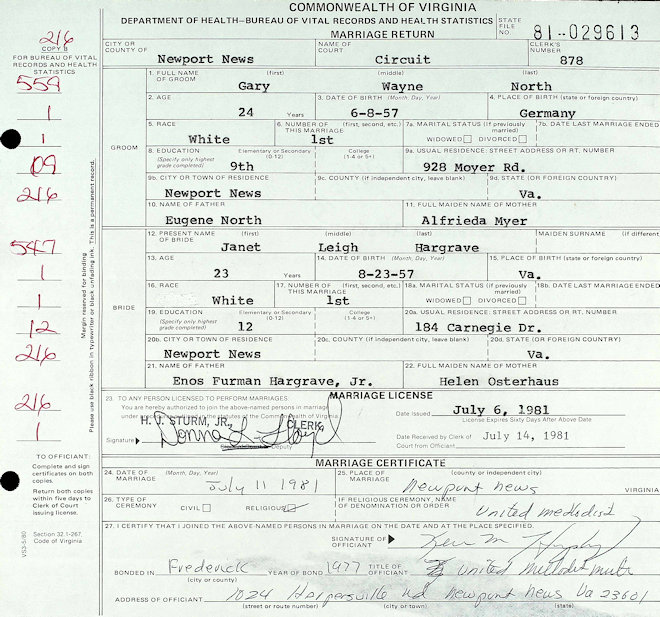 COMMONWEALTH OF VIRGINIA
DEPARTMENT OF HEALTH—BUREAU OF VITAL RECORDS AND HEALTH STATISTICS
MARRIAGE RETURN
STATE FILE NUMBER 81-029613
216
COPY B
FOR BUREAU OF VITAL RECORDS AND HEALTH STATISTICS
CITY OR COUNTY OF Newport News NAME OF COURT Circuit CLERK'S NUMBER 878
559
1
1
09
216
547
1
1
12
216
216
1
Margin reserved for binding
Please use black ribbon in typewriter or black unfading ink. This is a permanent record.
GROOM
1. FULL NAME OF GROOM (first) Gary (middle) Wayne (last) North
2. AGE 24 Years 3. DATE OF BIRTH (Month, Day, Year) 6-8-57 4. PLACE OF BIRTH (state or foreign country) Germany
5. RACE White 6. NUMBER OF THIS MARRIAGE (first, second, etc.) 1st 7a. MARITAL STATUS (If previously married) WIDOWED DIVORCED 7b. DATE LAST MARRIAGE ENDED
8. EDUCATION (Specify only highest grade completed) Elementary or Secondary (0-12) 9th College (1-4 or 5+) 9a. USUAL RESIDENCE: STREET ADDRESS OR RT. NUMBER 928 Moyer Rd.
9b. CITY OR TOWN OF RESIDENCE Newport News 9c. COUNTY (if independent city, leave blank) 9d. STATE (OR FOREIGN COUNTRY) Va.
10. NAME OF FATHER Eugene North 11. FULL MAIDEN NAME OF MOTHER Alfrieda Myer
BRIDE
12. PRESENT NAME OF BRIDE (first) Janet (middle) Leigh (last) Hargrave MAIDEN SURNAME (if different
13. AGE 23 Years 14. DATE OF BIRTH (Month, Day, Year) 8-23-57 15. PLACE OF BIRTH (state or foreign country) Va.
16. RACE White 17. NUMBER OF THIS MARRIAGE (first, second, etc.) 1st 18a. MARITAL STATUS (If previously married) WIDOWED DIVORCED 18b. DATE LAST MARRIAGE ENDED
19. EDUCATION (Specify only highest grade completed) Elementary or Secondary (0-12) 12 College (1-4 or 5+) 20a. USUAL RESIDENCE: STREET ADDRESS OR RT. NUMBER 184 Carnegie Dr.
20b. CITY OR TOWN OF RESIDENCE Newport News 20c. COUNTY (if independent city, leave blank) 20d. STATE (OR FOREIGN COUNTRY) Va.
21. NAME OF FATHER Enos Furman Hargrave, Jr. 22. FULL MAIDEN NAME OF MOTHER Helen Osterhaus
MARRIAGE LICENSE
23. TO PERSONS LICENSED TO PERFORM MARRIAGES:
You are hereby authorized to join the above-named persons in marriage
under procedures outlined in the statutes of the Commonwealth of Virginia.
H. J. STURM, JR., CLERK,
Signature Donna L. Floyd
Deputy
Date Issued July 6, 1981
License Expires Sixty Days After Above Date
Date Received by Clerk of Court from Official July 14, 1981
MARRIAGE CERTIFICATE
TO OFFICIANT:
Complete and sign certificates on both copies.
Return both copies within five days to Clerk of Court issuing license.
Section 32.1-267, Code of Virginia
VS3-5/80
24. DATE OF MARRIAGE (Month, Day, Year) July 11 1981 25. PLACE OF MARRIAGE (county or independent city) Newport News VIRGINIA
26. TYPE OF CEREMONY CIVIL RELIGIOUS IF RELIGIOUS CEREMONY, NAME OF DENOMINATION OR ORDER United methodist
27. I CERTIFY THAT I JOINED THE ABOVE NAMED PERSONS IN MARRIAGE ON THE DATE AND AT THE PLACE SPECIFIED.
SIGNATURE OF OFFICIANT
BONDED IN Frederick (city or county) YEAR OF BOND 1977 TITLE OF OFFICIANT United Methodist
ADDRESS OF OFFICIANT 1024 Harpersville Rd Newport News Va 23601
(street or route number) (city or town) (state)